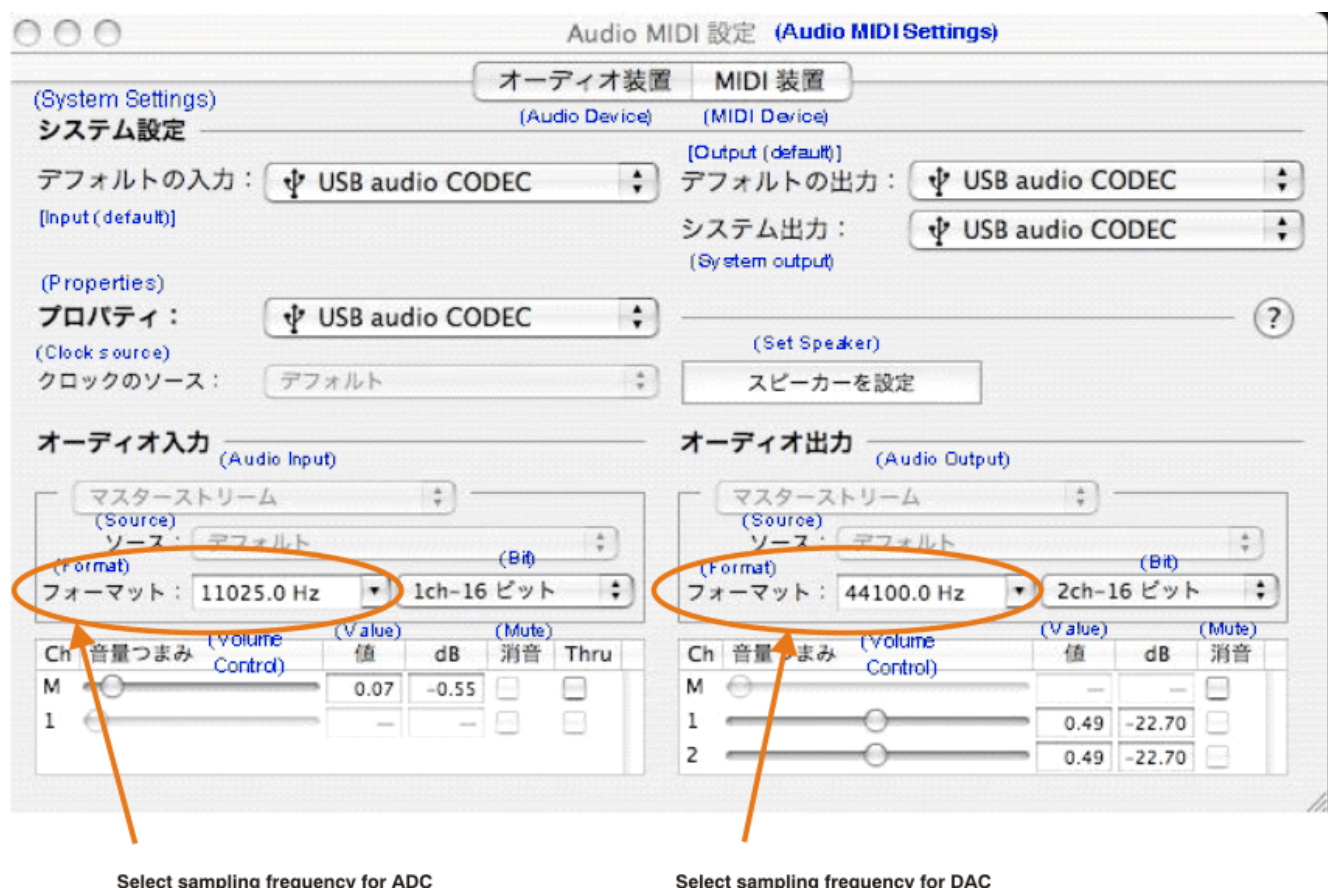 Audio MIDI 設定 (Audio MIDI Settings)
オーディオ装置 MIDI 装置
(Audio Device) (MIDI Device)
(System Settings)
システム設定
デフォルトの入力： USB audio CODEC
[Input (default)]
[Output (default)]
デフォルトの出力： USB audio CODEC
システム出力： USB audio CODEC
(System output)
(Properties)
プロパティ： USB audio CODEC
?
(Clock source)
クロックのソース： デフォルト
(Set Speaker)
スピーカーを設定
オーディオ入力
(Audio Input)
マスターストリーム
(Source)
ソース： デフォルト
(Format) (Bit)
フォーマット： 11025.0 Hz 1ch-16 ビット
(Volume Control) (Value) (Mute)
Ch 音量つまみ 値 dB 消音 Thru
M 0.07 -0.55
1 — —
オーディオ出力
(Audio Output)
マスターストリーム
(Source)
ソース： デフォルト
(Format) (Bit)
フォーマット： 44100.0 Hz 2ch-16 ビット
(Volume Control) (Value) (Mute)
Ch 音量つまみ 値 dB 消音
M — —
1 0.49 -22.70
2 0.49 -22.70
Select sampling frequency for ADC
Select sampling frequency for DAC